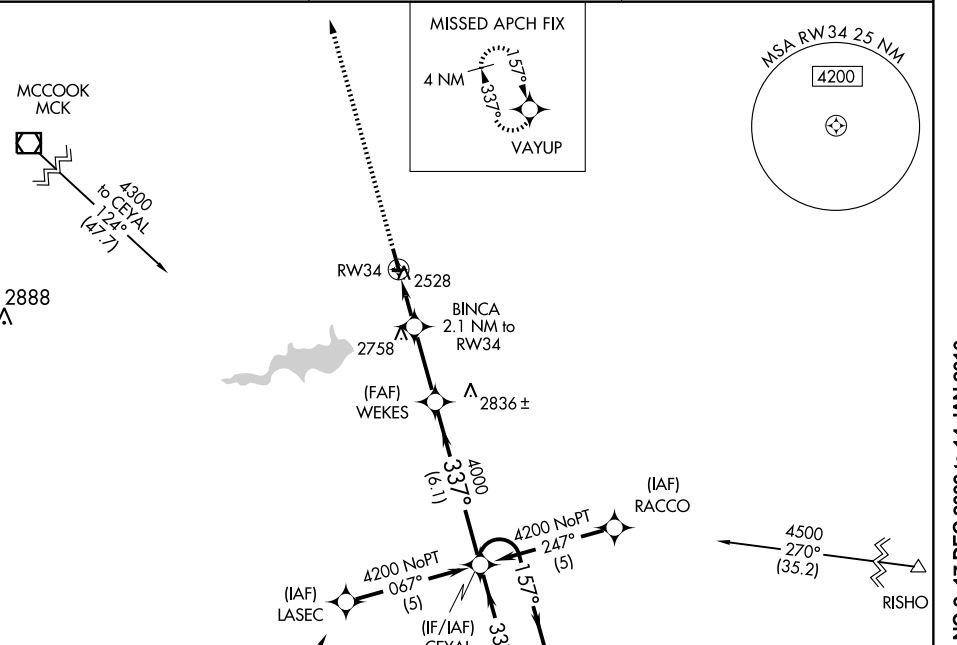 MISSED APCH FIX
4 NM
157°
337°
VAYUP
MSA RW34 25 NM
4200
MCCOOK
MCK
4300
to CEYAL
124°
(47.7)
2888
RW34
2528
BINCA
2.1 NM to
RW34
2758
(FAF)
WEKES
2836 ±
4000
337°
(6.1)
(IAF)
RACCO
4200 NoPT
247°
(5)
4500
270°
(35.2)
RISHO
4200 NoPT
067°
(5)
(IAF)
LASEC
157°
(IF/IAF)
CEYAL